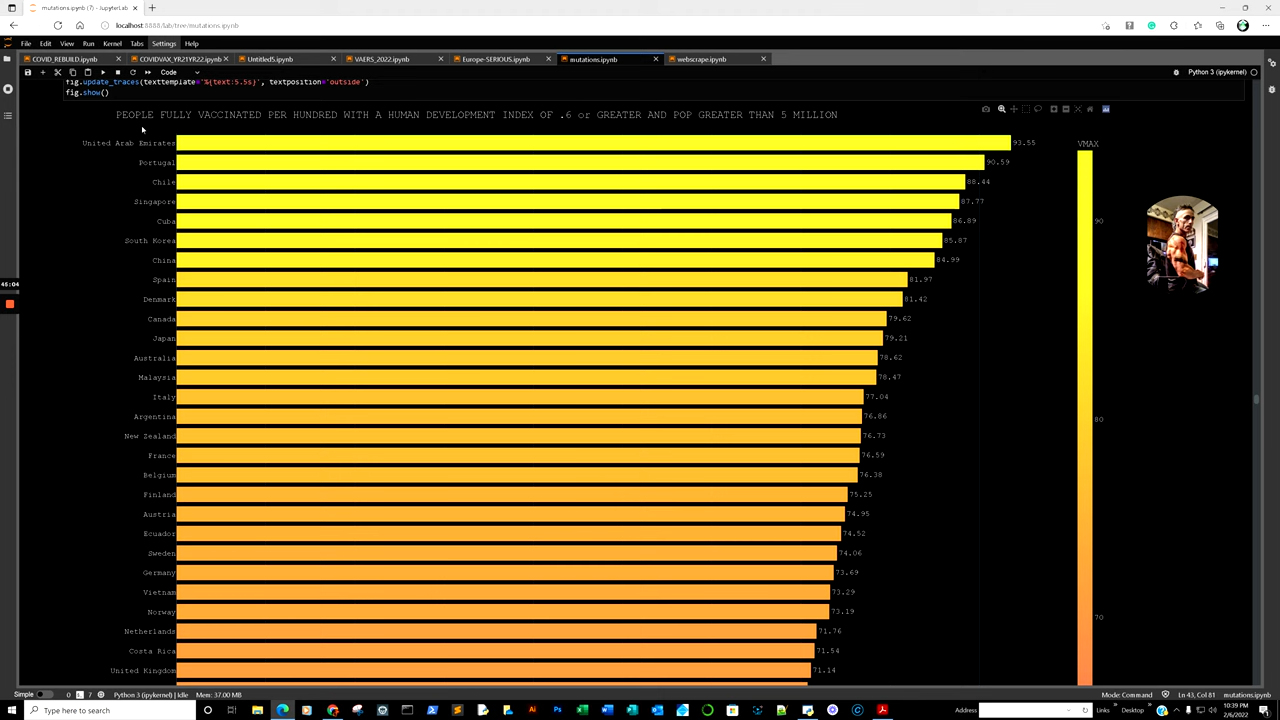 mutations.ipynb (7) - JupyterLab
localhost:8888/lab/tree/mutations.ipynb
File Edit View Run Kernel Tabs Settings Help
COVID_REBUILD.ipynb COVIDVAX_YR21YR22.ipynb Untitled5.ipynb VAERS_2022.ipynb Europe-SERIOUS.ipynb mutations.ipynb webscrape.ipynb
Code Python 3 (ipykernel)
fig.update_traces(texttemplate='%{text:5.5s}', textposition='outside')
fig.show()
PEOPLE FULLY VACCINATED PER HUNDRED WITH A HUMAN DEVELOPMENT INDEX OF .6 or GREATER AND POP GREATER THAN 5 MILLION
VMAX
United Arab Emirates 93.55
Portugal 90.59
Chile 88.44
Singapore 87.77
Cuba 86.89
90
South Korea 85.87
China 84.99
Spain 81.97
46:04
Denmark 81.42
Canada 79.62
Japan 79.21
Australia 78.62
Malaysia 78.47
Italy 77.04
Argentina 76.86
80
New Zealand 76.73
France 76.59
Belgium 76.38
Finland 75.25
Austria 74.95
Ecuador 74.52
Sweden 74.06
Germany 73.69
Vietnam 73.29
Norway 73.19
70
Netherlands 71.76
Costa Rica 71.54
United Kingdom 71.14
Simple 0 7 Python 3 (ipykernel) | Idle Mem: 37.00 MB Mode: Command Ln 43, Col 81 mutations.ipynb
Type here to search Address Links Desktop 10:39 PM
2/6/2022